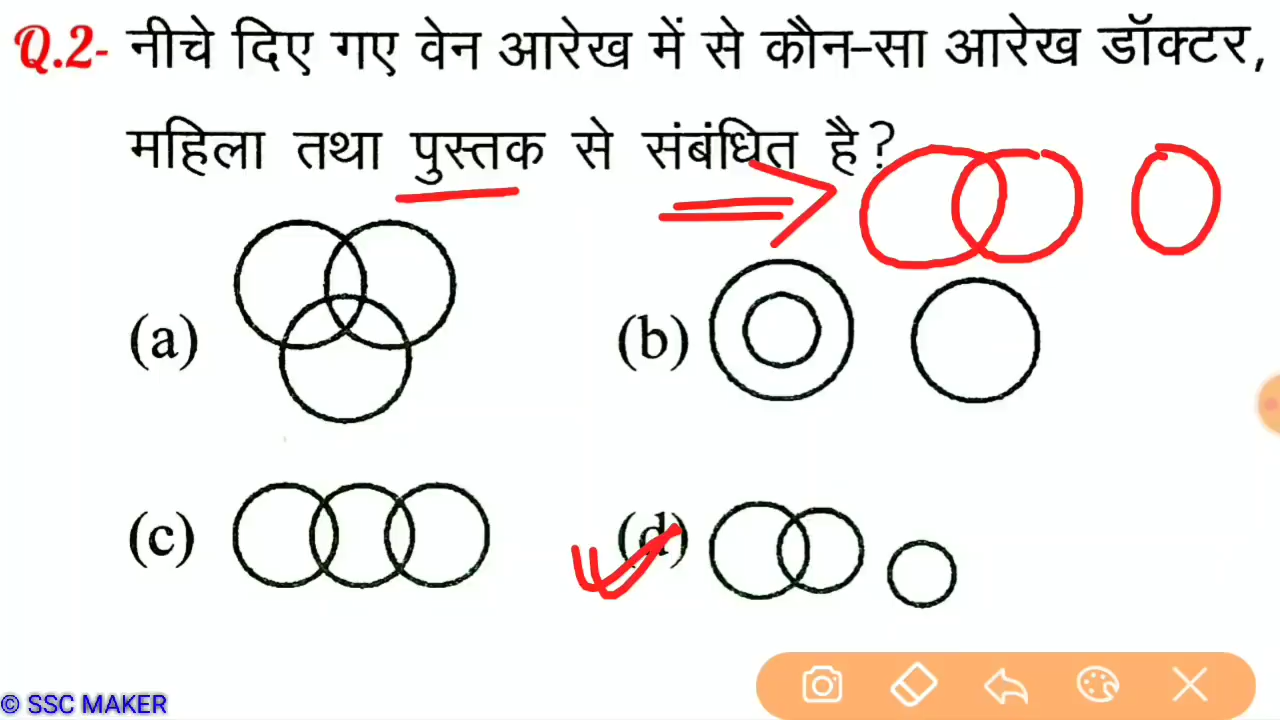 Q.2- नीचे दिए गए वेन आरेख में से कौन-सा आरेख डॉक्टर,
महिला तथा पुस्तक से संबंधित है?
(a)
(b)
(c)
(d)
© SSC MAKER